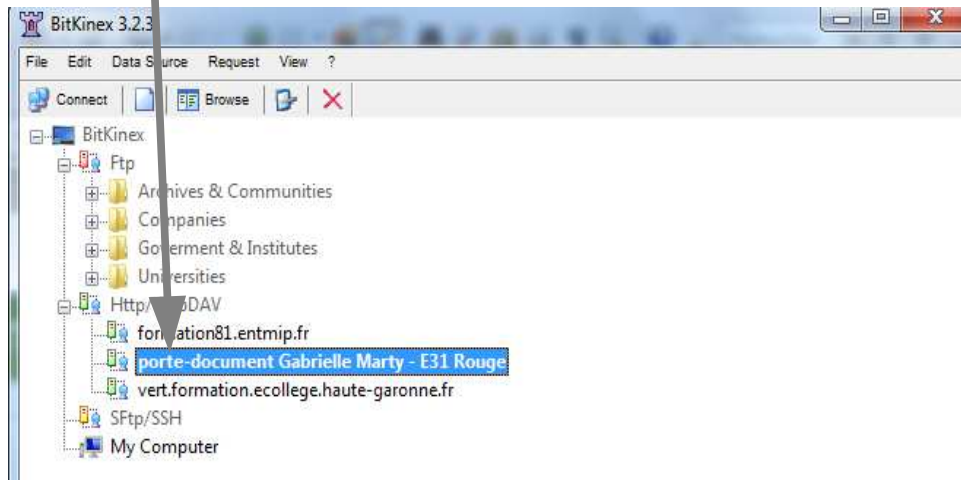 BitKinex 3.2.3
File Edit Data Source Request View ?
Connect Browse
BitKinex
Ftp
Archives & Communities
Companies
Goverment & Institutes
Universities
Http/WebDAV
formation81.entmip.fr
porte-document Gabrielle Marty - E31 Rouge
vert.formation.ecollege.haute-garonne.fr
SFtp/SSH
My Computer